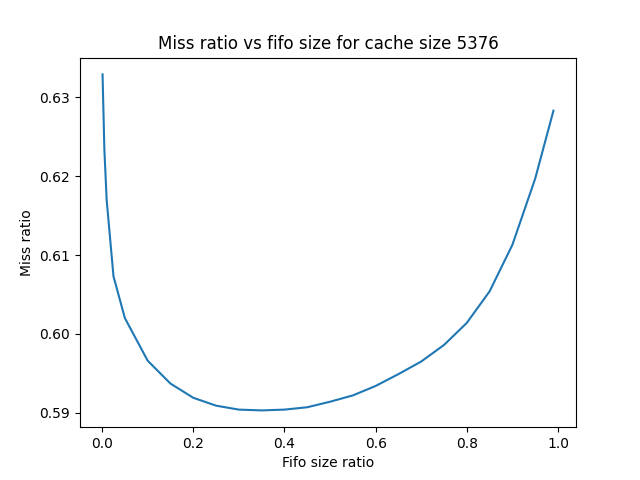 Miss ratio vs fifo size for cache size 5376
0.63
0.62
0.61
0.60
0.59
Miss ratio
0.0 0.2 0.4 0.6 0.8 1.0
Fifo size ratio